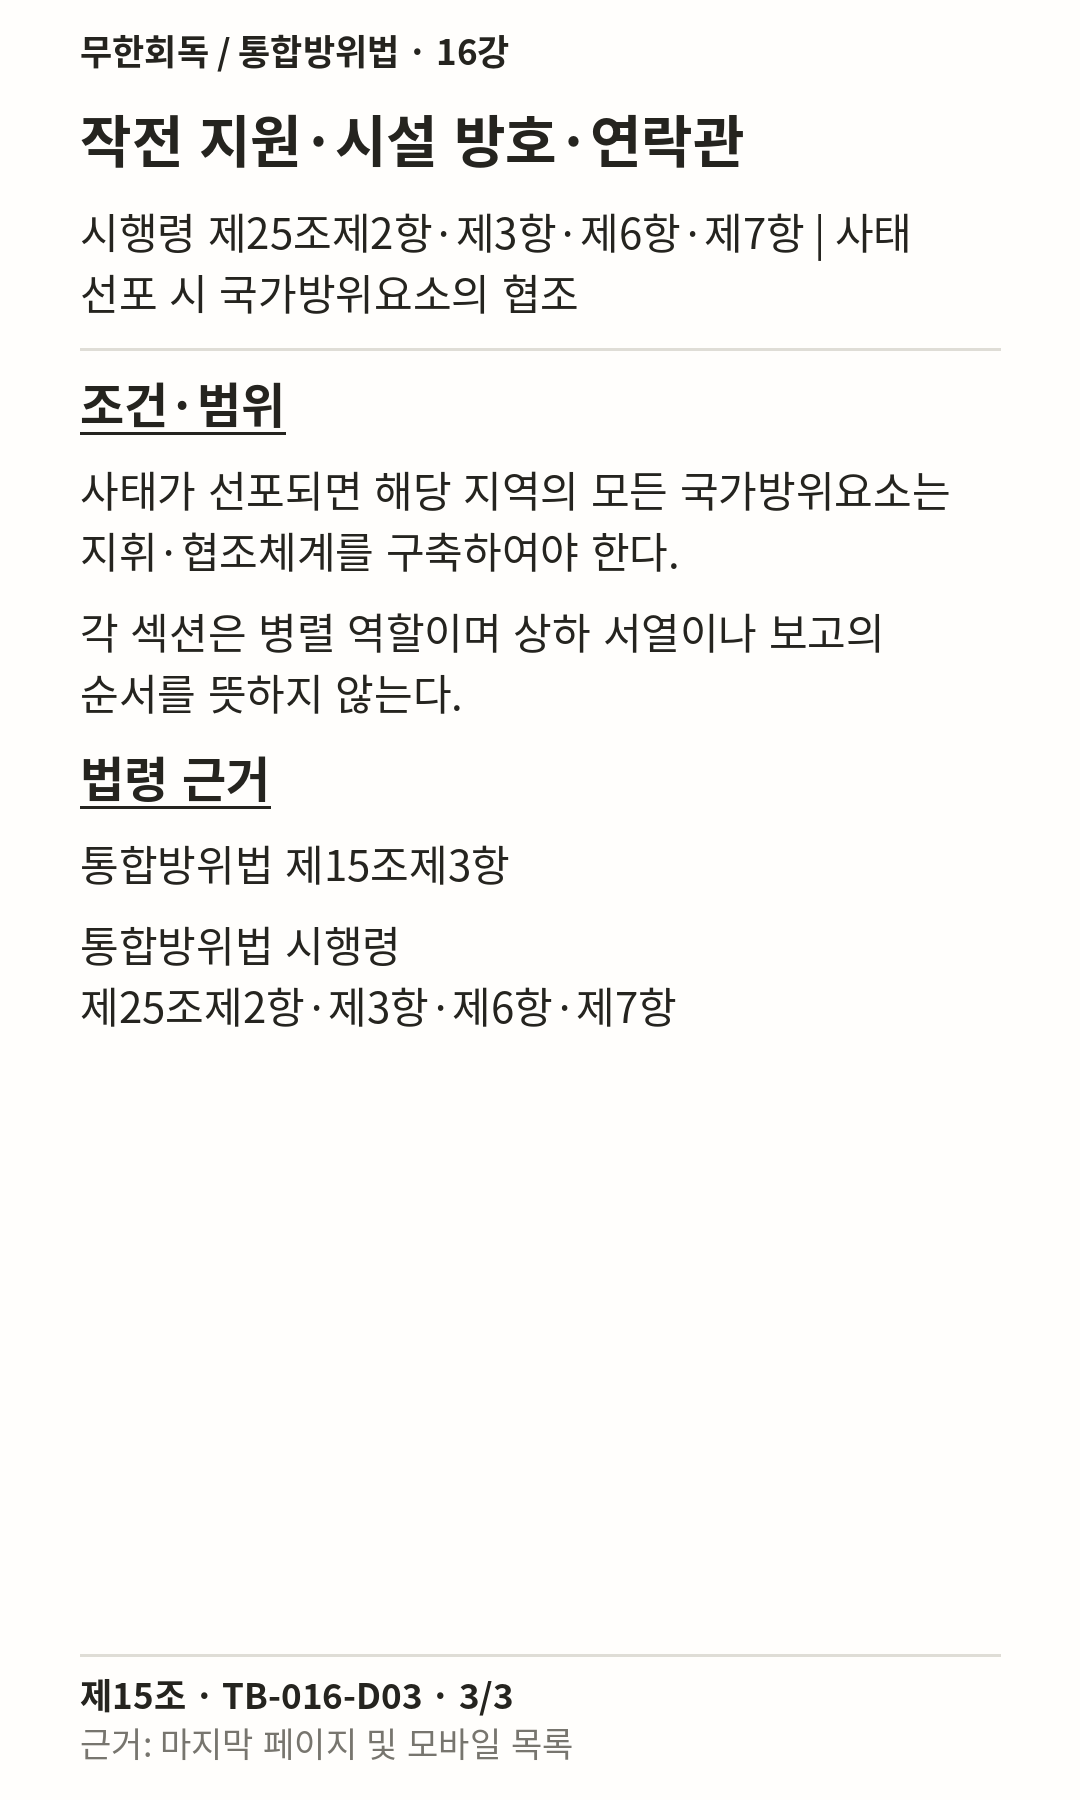 무한회독 / 통합방위법 · 16강
작전 지원·시설 방호·연락관
시행령 제25조제2항·제3항·제6항·제7항 | 사태
선포 시 국가방위요소의 협조
조건·범위
사태가 선포되면 해당 지역의 모든 국가방위요소는
지휘·협조체계를 구축하여야 한다.
각 섹션은 병렬 역할이며 상하 서열이나 보고의
순서를 뜻하지 않는다.
법령 근거
통합방위법 제15조제3항
통합방위법 시행령
제25조제2항·제3항·제6항·제7항
제15조 · TB-016-D03 · 3/3
근거: 마지막 페이지 및 모바일 목록